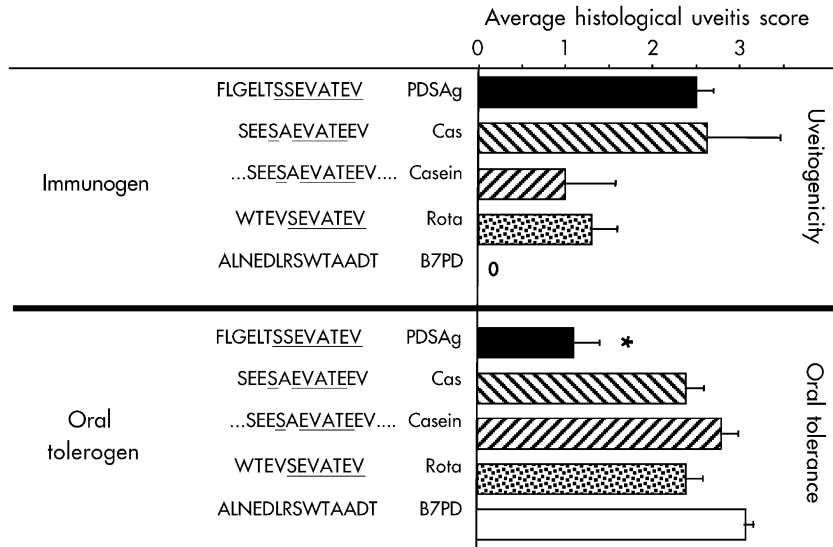 Average histological uveitis score
0 1 2 3
FLGELTSSEVATEV PDSAg
SEESAEVATEEV Cas
...SEESAEVATEEV.... Casein
Immunogen
WTEVSEVATEV Rota
ALNEDLRSWTAADT B7PD 0
Uveitogenicity
FLGELTSSEVATEV PDSAg *
SEESAEVATEEV Cas
...SEESAEVATEEV.... Casein
Oral
tolerogen
WTEVSEVATEV Rota
ALNEDLRSWTAADT B7PD
Oral tolerance